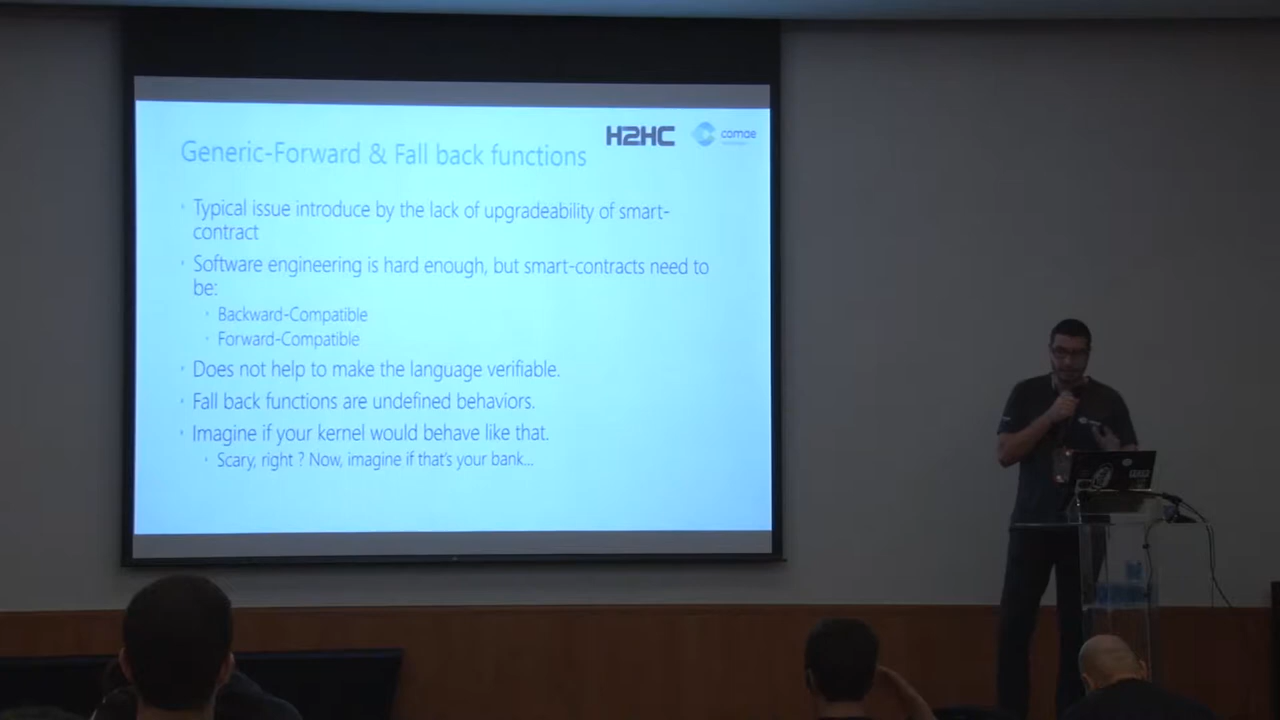 H2HC
comae
Generic-Forward & Fall back functions
Typical issue introduce by the lack of upgradeability of smart-
contract
Software engineering is hard enough, but smart-contracts need to
be:
Backward-Compatible
Forward-Compatible
Does not help to make the language verifiable.
Fall back functions are undefined behaviors.
Imagine if your kernel would behave like that.
Scary, right ? Now, imagine if that's your bank...